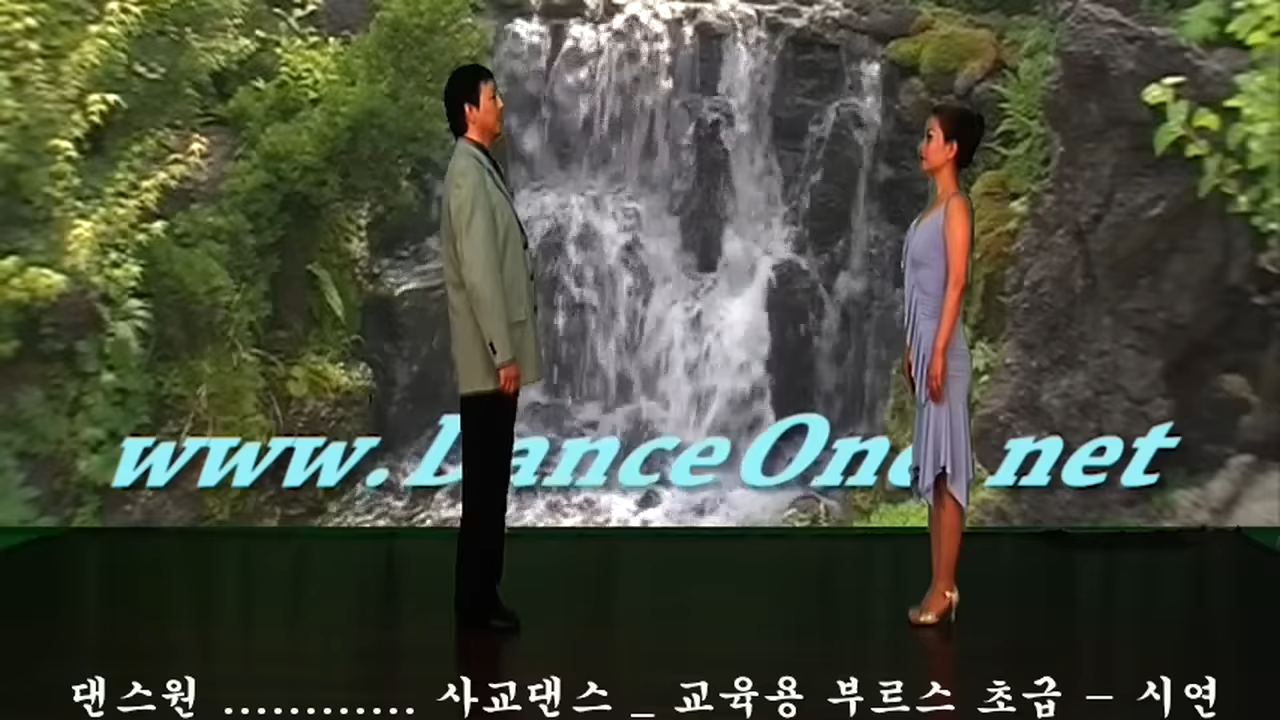 www.DanceOne.net
댄스원 ............ 사교댄스 _ 교육용 부르스 초급 - 시연